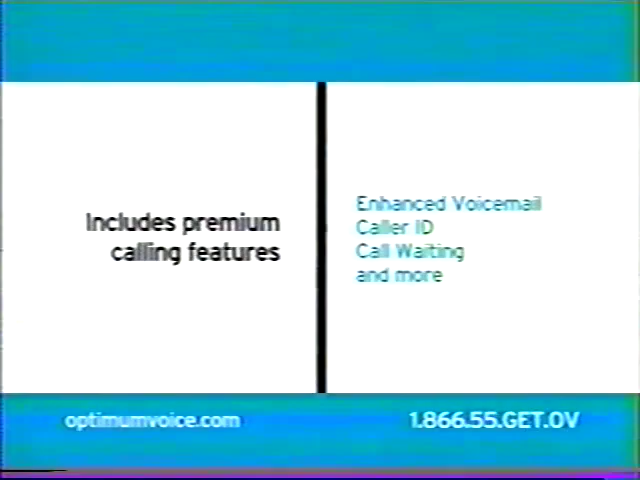 Includes premium
calling features
Enhanced Voicemail
Caller ID
Call Waiting
and more
optimumvoice.com
1.866.55.GET.OV